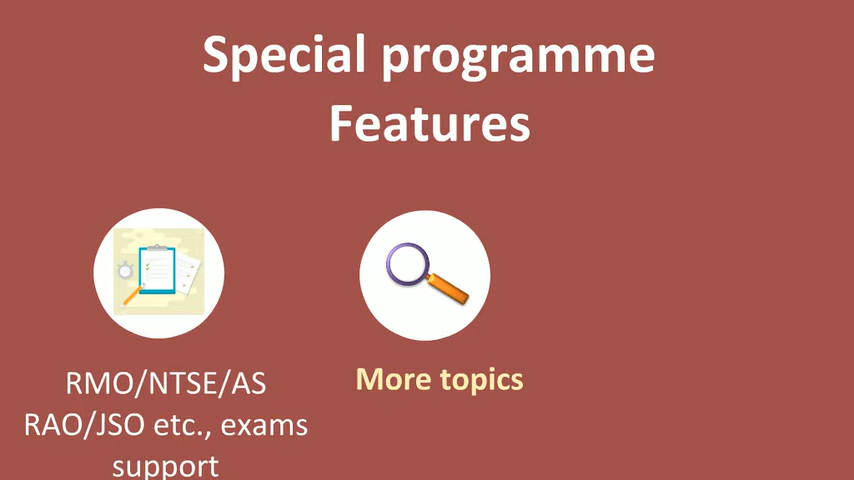 Special programme
Features
RMO/NTSE/AS
RAO/JSO etc., exams
support
More topics